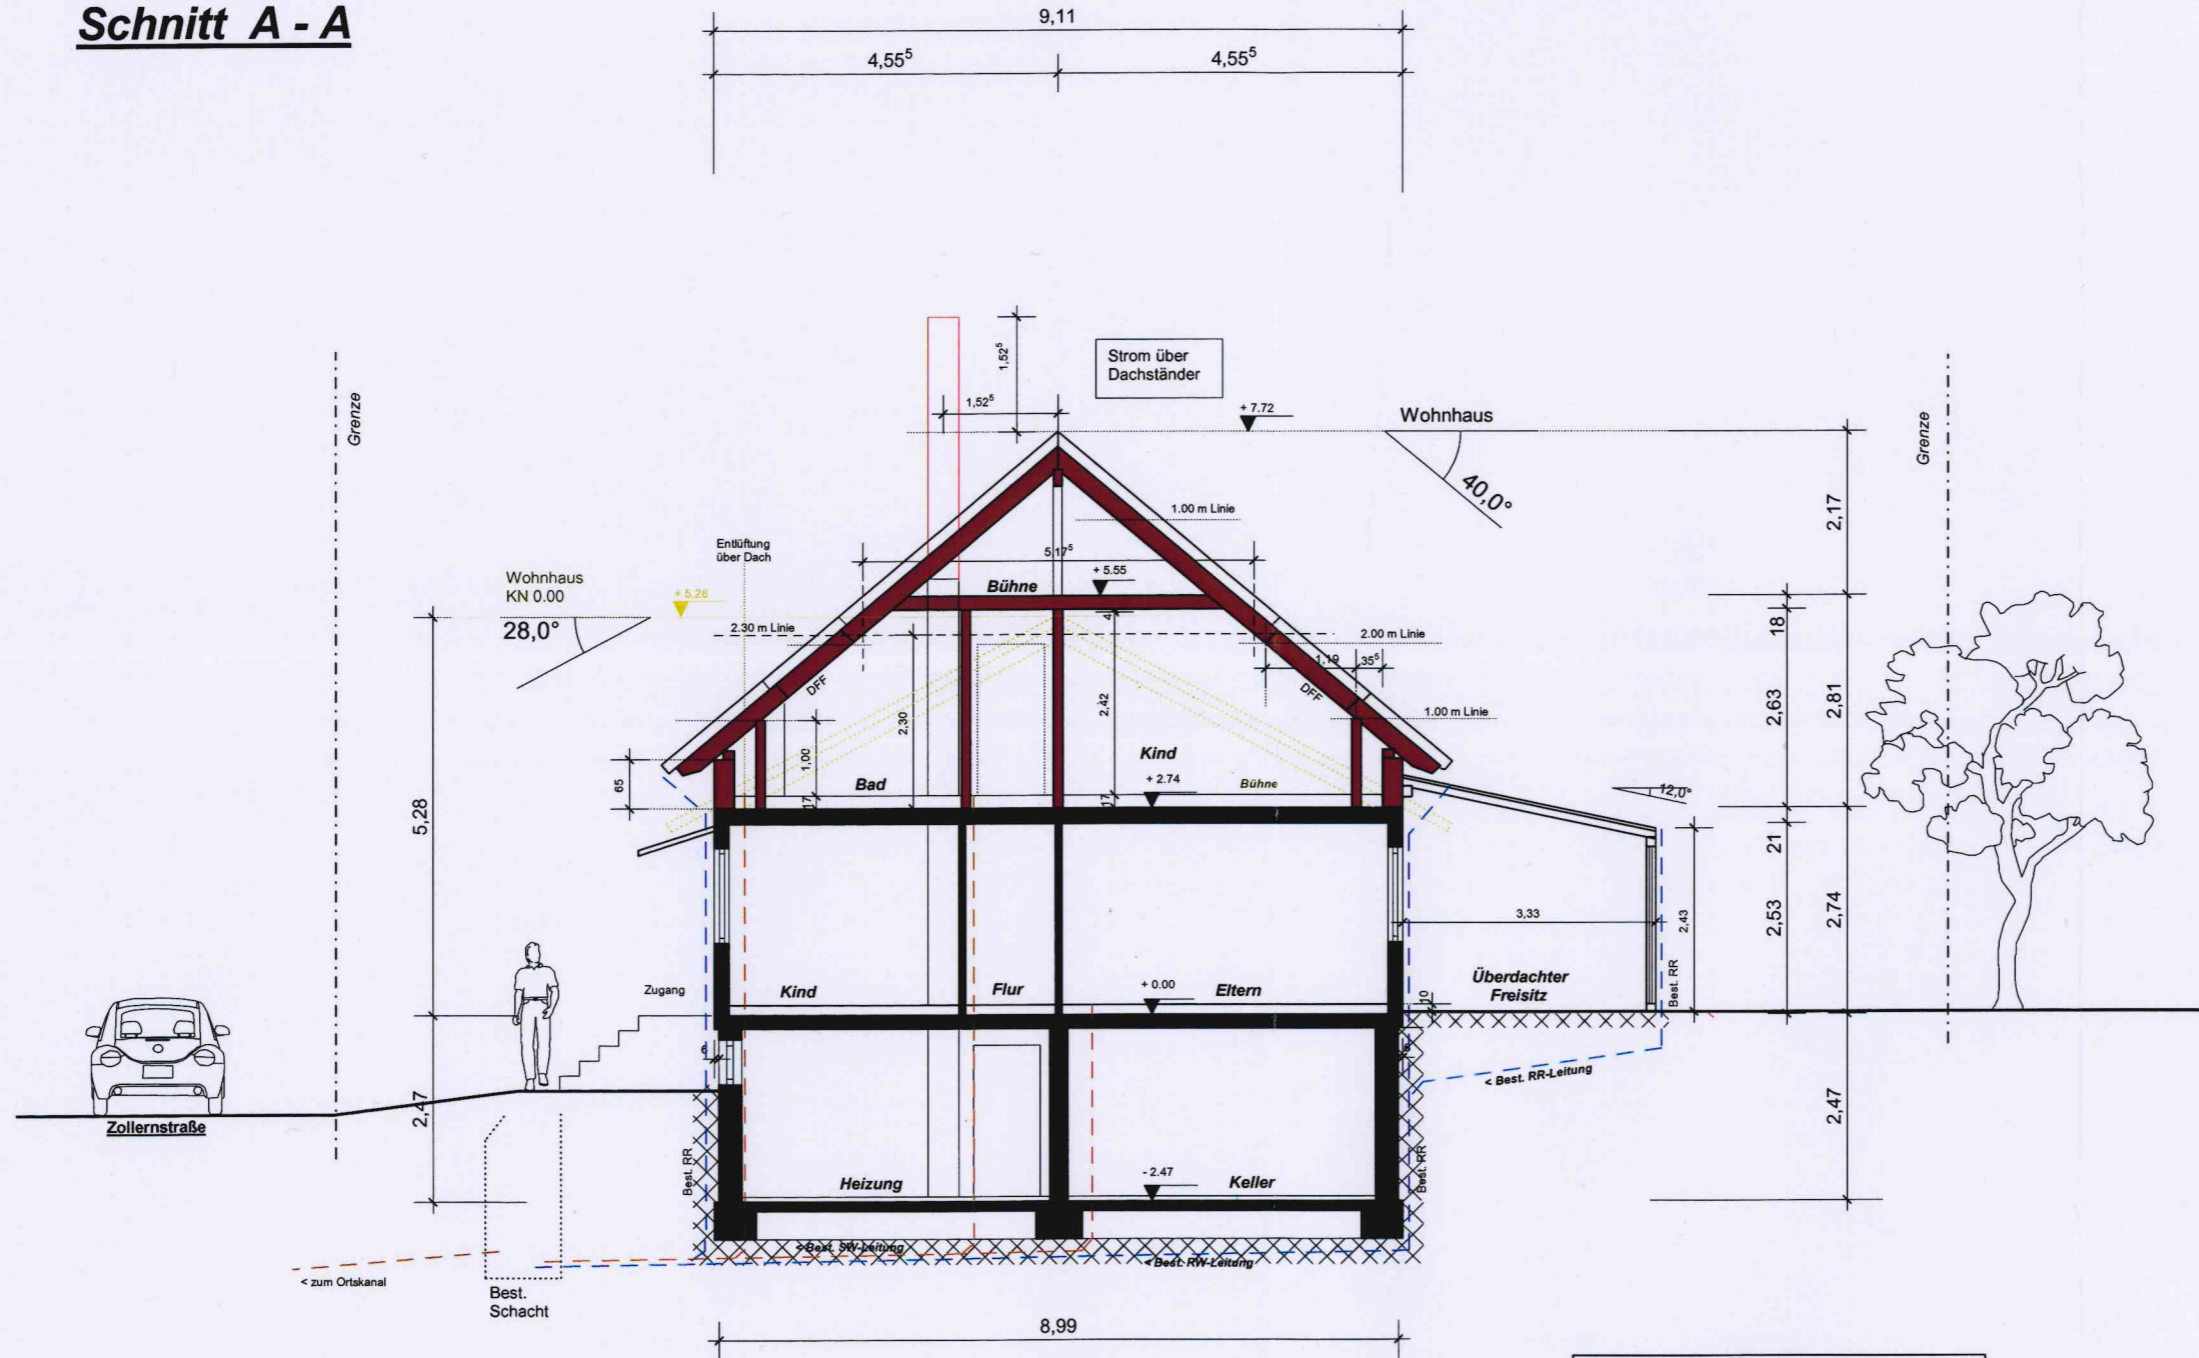 Schnitt A - A
9,11
4,55⁵
4,55⁵
1,52⁵
Strom über
Dachständer
1,52⁵
+ 7.72
Wohnhaus
40,0°
Grenze
Grenze
1.00 m Linie
2,17
Entlüftung
über Dach
5,17⁵
+ 5.55
Bühne
Wohnhaus
KN 0.00
28,0°
+ 5.28
2.30 m Linie
4
2.00 m Linie
18
1,19
35⁵
DFF
DFF
2,30
2,42
1.00 m Linie
2,63
2,81
1,00
65
Kind
Bad
+ 2.74
Bühne
17
17
12,0°
5,28
21
3,33
2,43
2,53
2,74
Zugang
Kind
Flur
+ 0.00
Eltern
10
Überdachter
Freisitz
Best. RR
6
6
< Best. RR-Leitung
2,47
2,47
Zollernstraße
Best. RR
Best. RR
Heizung
- 2.47
Keller
< Best. SW-Leitung
< Best. RW-Leitung
< zum Ortskanal
Best.
Schacht
8,99